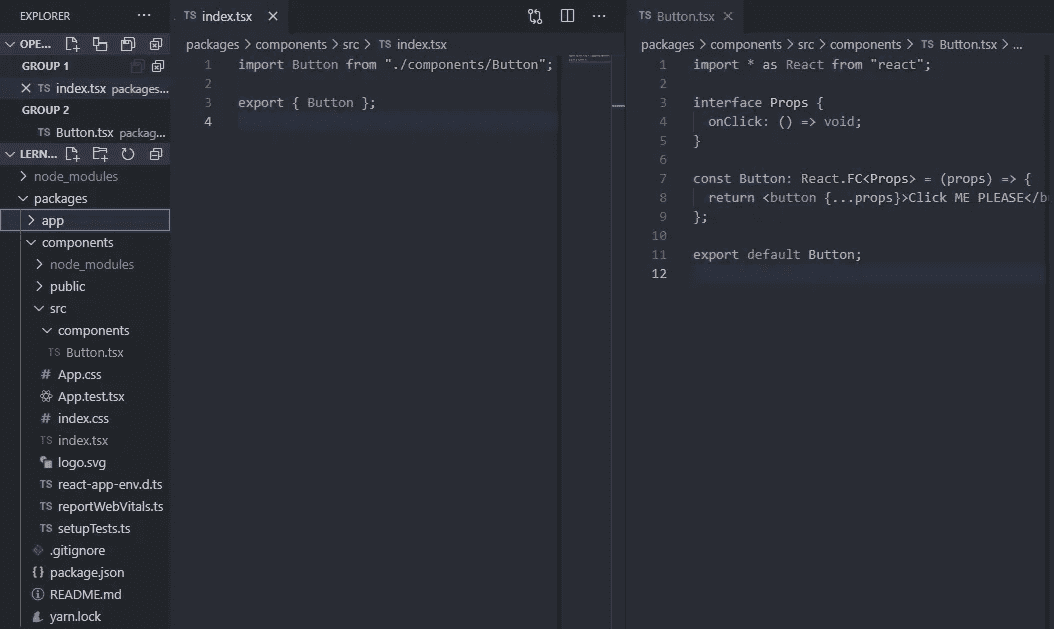 EXPLORER
OPE...
GROUP 1
TS index.tsx packages...
GROUP 2
TS Button.tsx packag...
LERN...
node_modules
packages
app
components
node_modules
public
src
components
TS Button.tsx
# App.css
App.test.tsx
# index.css
TS index.tsx
logo.svg
TS react-app-env.d.ts
TS reportWebVitals.ts
TS setupTests.ts
.gitignore
{} package.json
README.md
yarn.lock
TS index.tsx
packages > components > src > TS index.tsx
1 import Button from "./components/Button";
2
3 export { Button };
4
TS Button.tsx
packages > components > src > components > TS Button.tsx > ...
1 import * as React from "react";
2
3 interface Props {
4 onClick: () => void;
5 }
6
7 const Button: React.FC<Props> = (props) => {
8 return <button {...props}>Click ME PLEASE</b
9 };
10
11 export default Button;
12